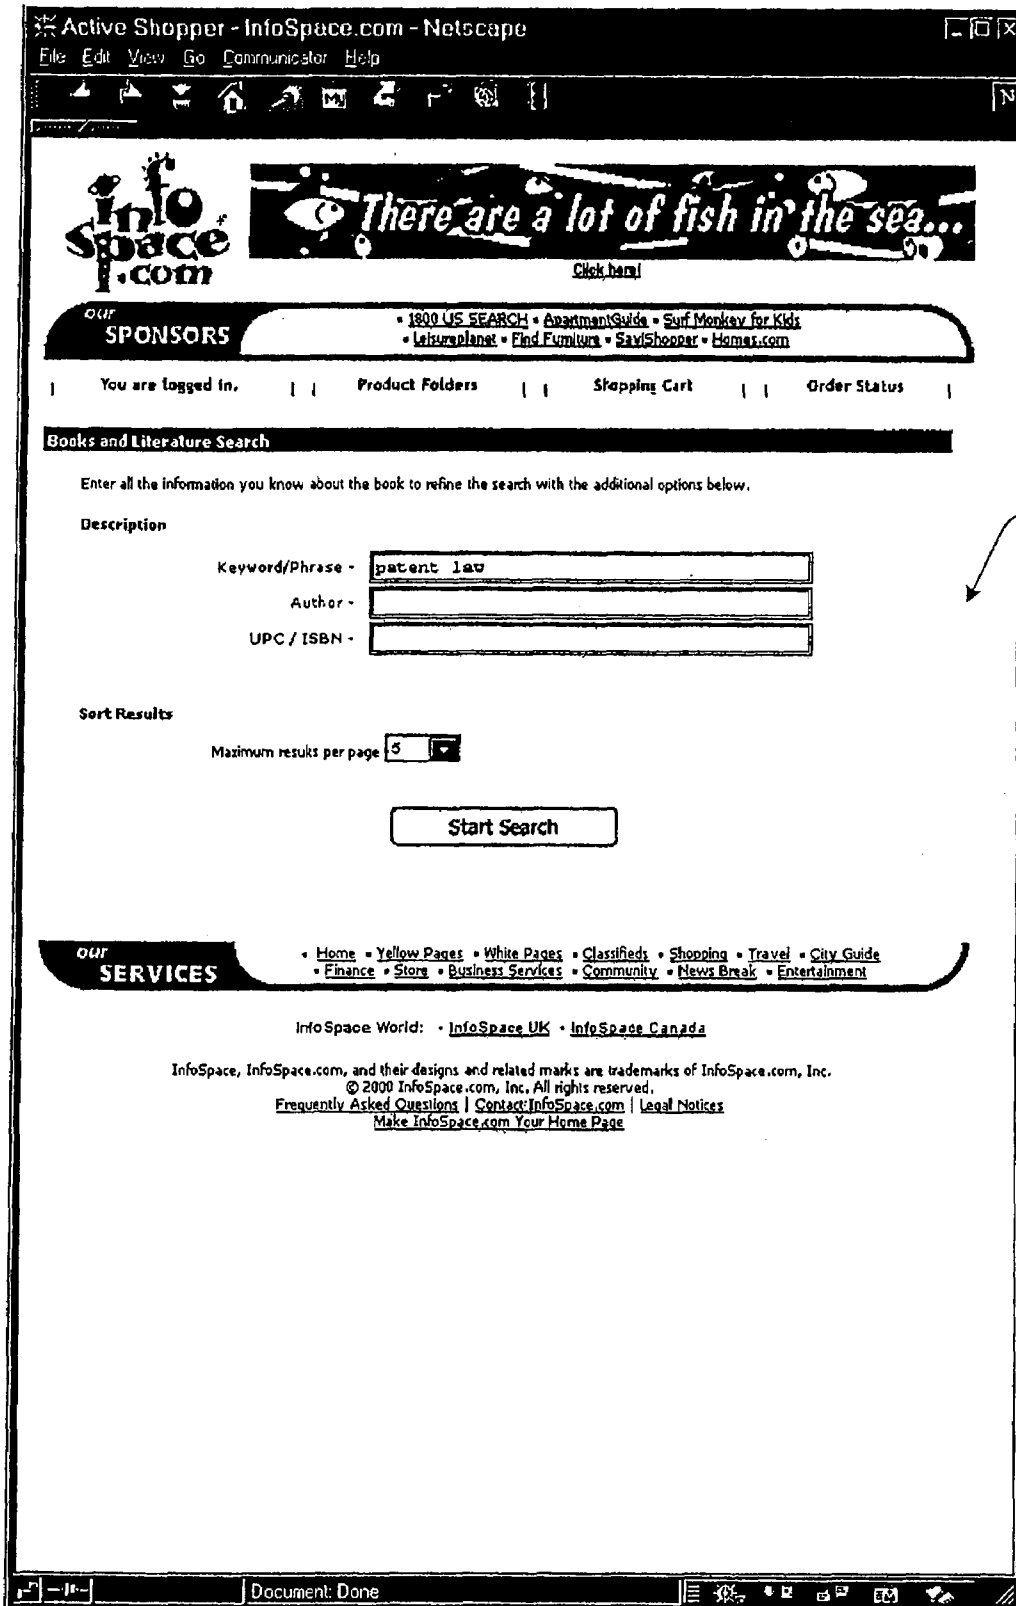 Active Shopper - InfoSpace.com - Netscape
File Edit View Go Communicator Help
N
info
space
.com
There are a lot of fish in the sea...
Click here!
our
SPONSORS
• 1800 US SEARCH • ApartmentGuide • Surf Monkey for Kids
• Leisureplanet • Find Furniture • SaviShopper • Homes.com
| You are logged in. | | Product Folders | | Shopping Cart | | Order Status |
Books and Literature Search
Enter all the information you know about the book to refine the search with the additional options below.
Description
Keyword/Phrase - patent law
Author -
UPC / ISBN -
Sort Results
Maximum results per page 5
Start Search
our
SERVICES
• Home • Yellow Pages • White Pages • Classifieds • Shopping • Travel • City Guide
• Finance • Store • Business Services • Community • News Break • Entertainment
InfoSpace World: • InfoSpace UK • InfoSpace Canada
InfoSpace, InfoSpace.com, and their designs and related marks are trademarks of InfoSpace.com, Inc.
© 2000 InfoSpace.com, Inc. All rights reserved.
Frequently Asked Questions | Contact InfoSpace.com | Legal Notices
Make InfoSpace.com Your Home Page
Document: Done